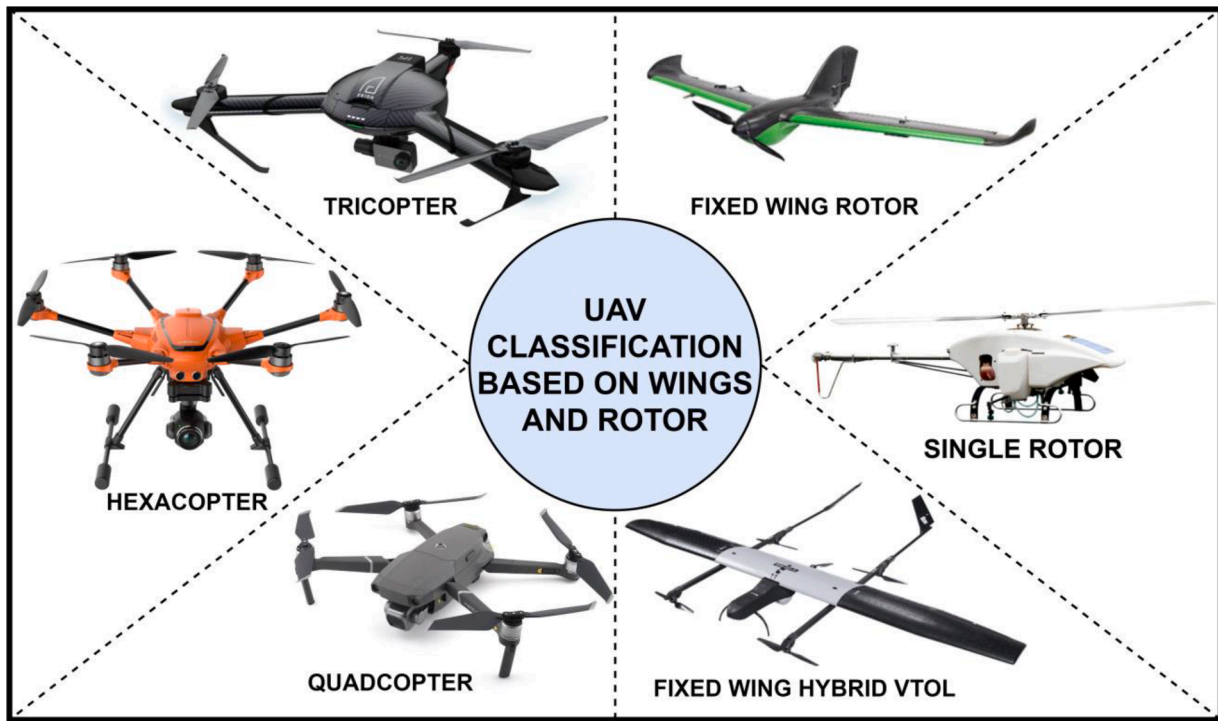 TRICOPTER
FIXED WING ROTOR
UAV
CLASSIFICATION
BASED ON WINGS
AND ROTOR
HEXACOPTER
SINGLE ROTOR
QUADCOPTER
FIXED WING HYBRID VTOL